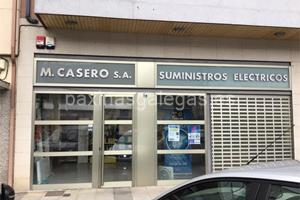 M. CASERO S.A.
SUMINISTROS ELECTRICOS
paxinasgalegas